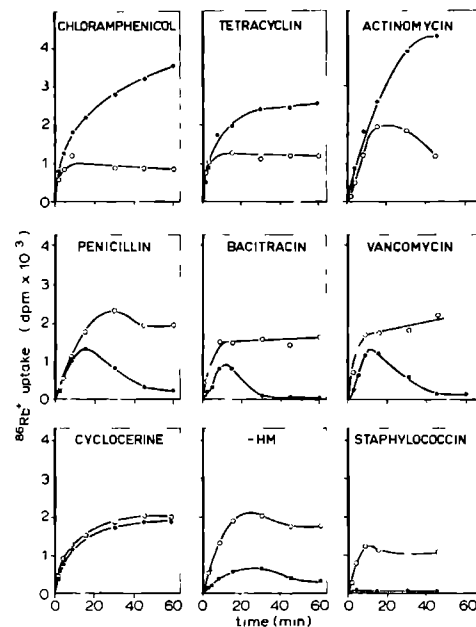 CHLORAMPHENICOL TETRACYCLIN ACTINOMYCIN
4
3
2
1
0
PENICILLIN BACITRACIN VANCOMYCIN
4
3
2
1
0
CYCLOCERINE -HM STAPHYLOCOCCIN
4
3
2
1
0
0 20 40 60 0 20 40 60 0 20 40 60
time (min)
⁸⁶Rb⁺ uptake (dpm x 10³)